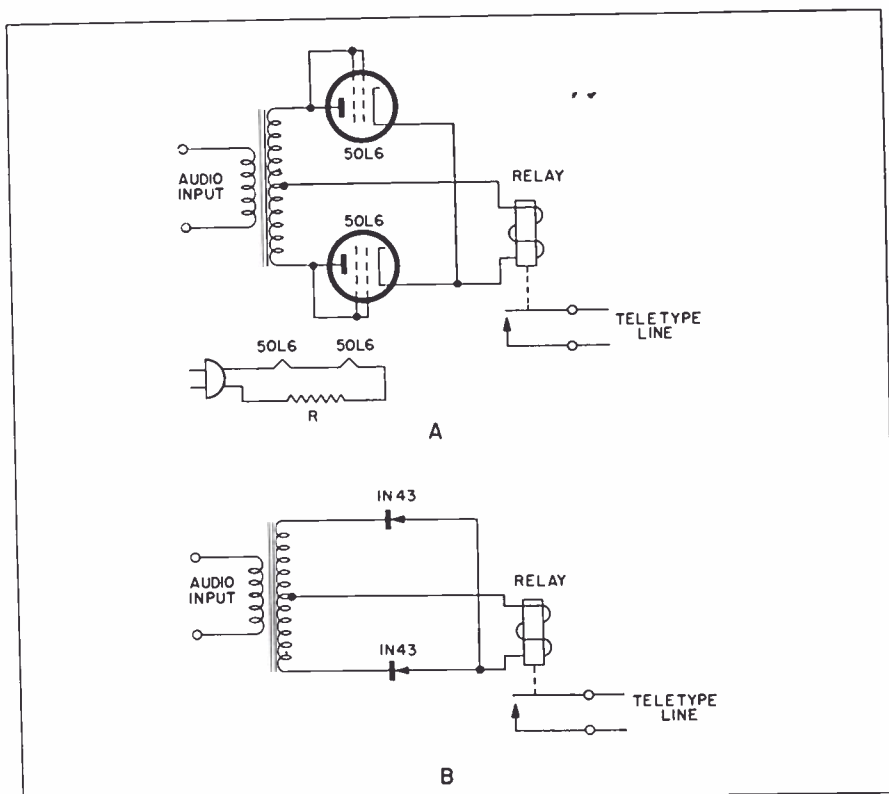 50L6
AUDIO
INPUT
RELAY
50L6
TELETYPE
LINE
50L6
50L6
R
A
IN43
AUDIO
INPUT
RELAY
IN43
TELETYPE
LINE
B